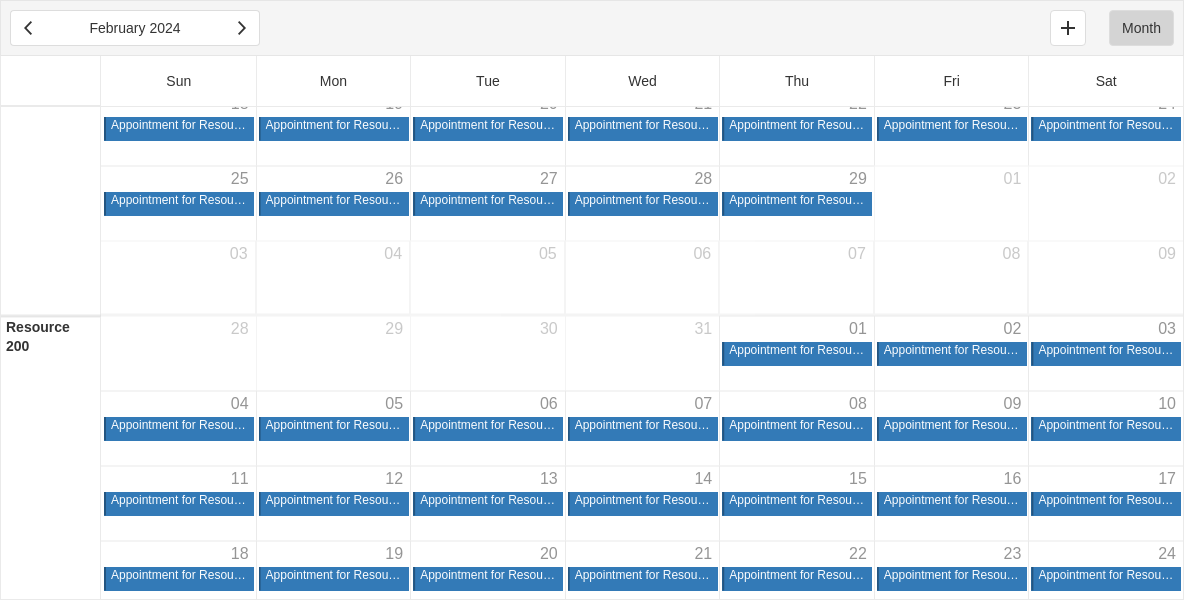 February 2024
Month
Sun Mon Tue Wed Thu Fri Sat
18 19 20 21 22 23 24
Appointment for Resou… Appointment for Resou… Appointment for Resou… Appointment for Resou… Appointment for Resou… Appointment for Resou… Appointment for Resou…
25 26 27 28 29 01 02
Appointment for Resou… Appointment for Resou… Appointment for Resou… Appointment for Resou… Appointment for Resou…
03 04 05 06 07 08 09
Resource
200
28 29 30 31 01 02 03
Appointment for Resou… Appointment for Resou… Appointment for Resou…
04 05 06 07 08 09 10
Appointment for Resou… Appointment for Resou… Appointment for Resou… Appointment for Resou… Appointment for Resou… Appointment for Resou… Appointment for Resou…
11 12 13 14 15 16 17
Appointment for Resou… Appointment for Resou… Appointment for Resou… Appointment for Resou… Appointment for Resou… Appointment for Resou… Appointment for Resou…
18 19 20 21 22 23 24
Appointment for Resou… Appointment for Resou… Appointment for Resou… Appointment for Resou… Appointment for Resou… Appointment for Resou… Appointment for Resou…